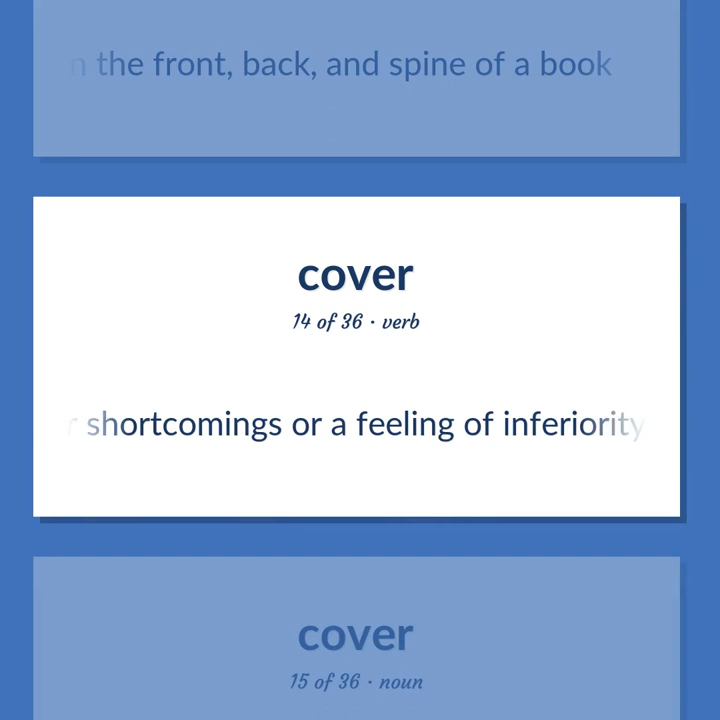 n the front, back, and spine of a book
cover
14 of 36 · verb
r shortcomings or a feeling of inferiority
cover
15 of 36 · noun